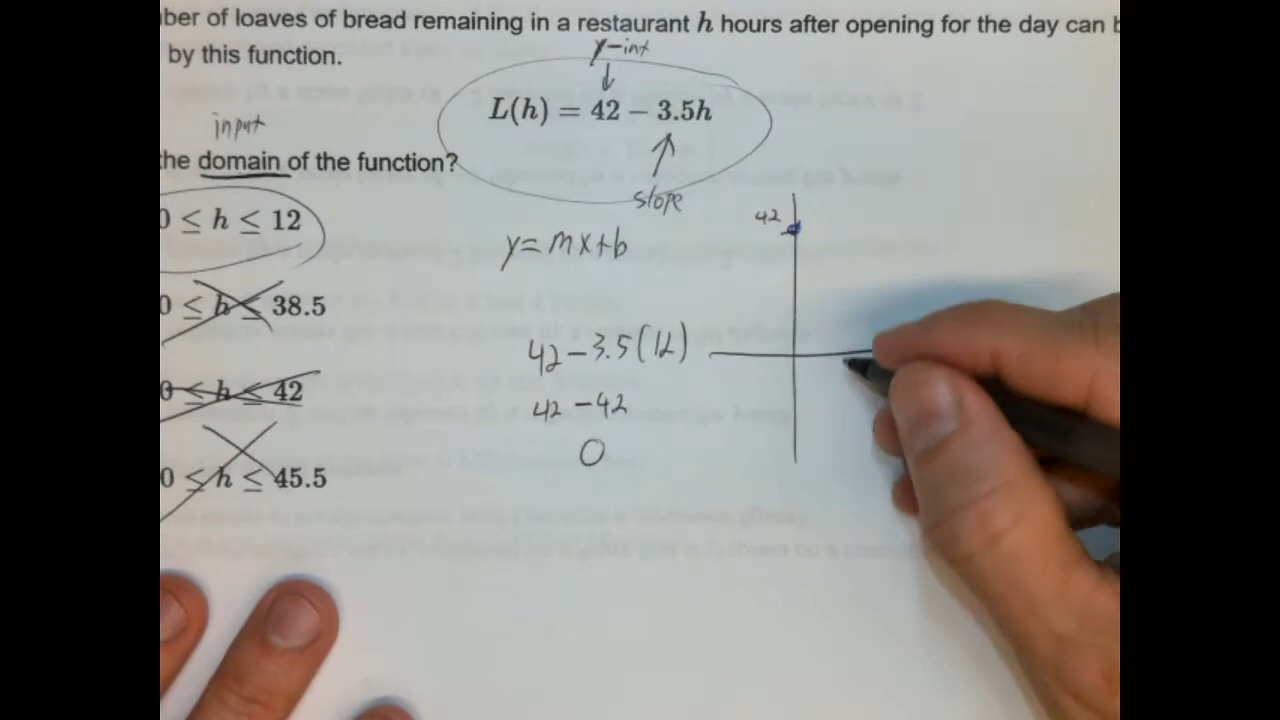 ber of loaves of bread remaining in a restaurant h hours after opening for the day can
by this function.
y-int
L(h) = 42 − 3.5h
slope
input
the domain of the function?
0 ≤ h ≤ 12
0 ≤ h ≤ 38.5
0 ≤ h ≤ 42
0 ≤ h ≤ 45.5
y=mx+b
42-3.5(12)
42-42
0
42